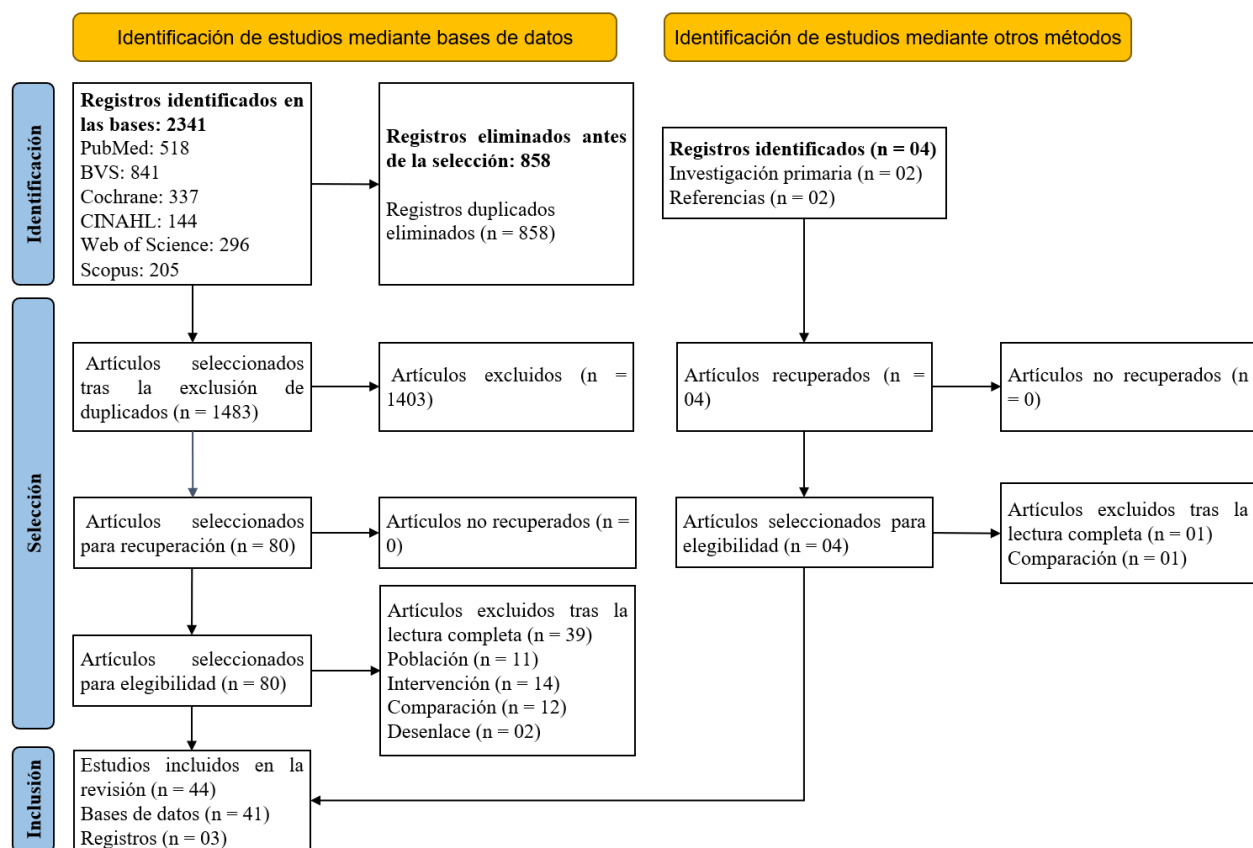 Identificación de estudios mediante bases de datos
Identificación de estudios mediante otros métodos
Identificación
Registros identificados en
las bases: 2341
PubMed: 518
BVS: 841
Cochrane: 337
CINAHL: 144
Web of Science: 296
Scopus: 205
Registros eliminados antes
de la selección: 858
Registros duplicados
eliminados (n = 858)
Registros identificados (n = 04)
Investigación primaria (n = 02)
Referencias (n = 02)
Selección
Artículos seleccionados
tras la exclusión de
duplicados (n = 1483)
Artículos excluidos (n =
1403)
Artículos recuperados (n =
04)
Artículos no recuperados (n
= 0)
Artículos seleccionados
para recuperación (n = 80)
Artículos no recuperados (n =
0)
Artículos seleccionados para
elegibilidad (n = 04)
Artículos excluidos tras la
lectura completa (n = 01)
Comparación (n = 01)
Artículos seleccionados
para elegibilidad (n = 80)
Artículos excluidos tras la
lectura completa (n = 39)
Población (n = 11)
Intervención (n = 14)
Comparación (n = 12)
Desenlace (n = 02)
Inclusión
Estudios incluidos en la
revisión (n = 44)
Bases de datos (n = 41)
Registros (n = 03)